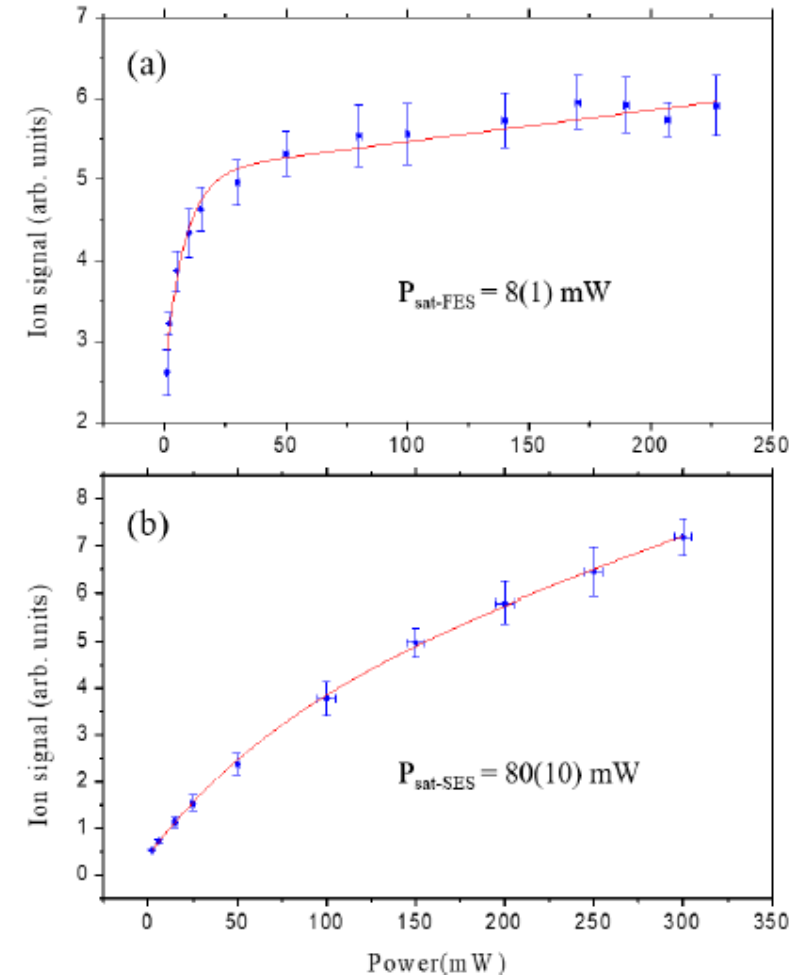 7
(a)
6
5
4
3
2
Ion signal (arb. units)
P_sat-FES = 8(1) mW
0 50 100 150 200 250
8
(b)
7
6
5
4
3
2
1
0
Ion signal (arb. units)
P_sat-SES = 80(10) mW
0 50 100 150 200 250 300 350
Power(mW)